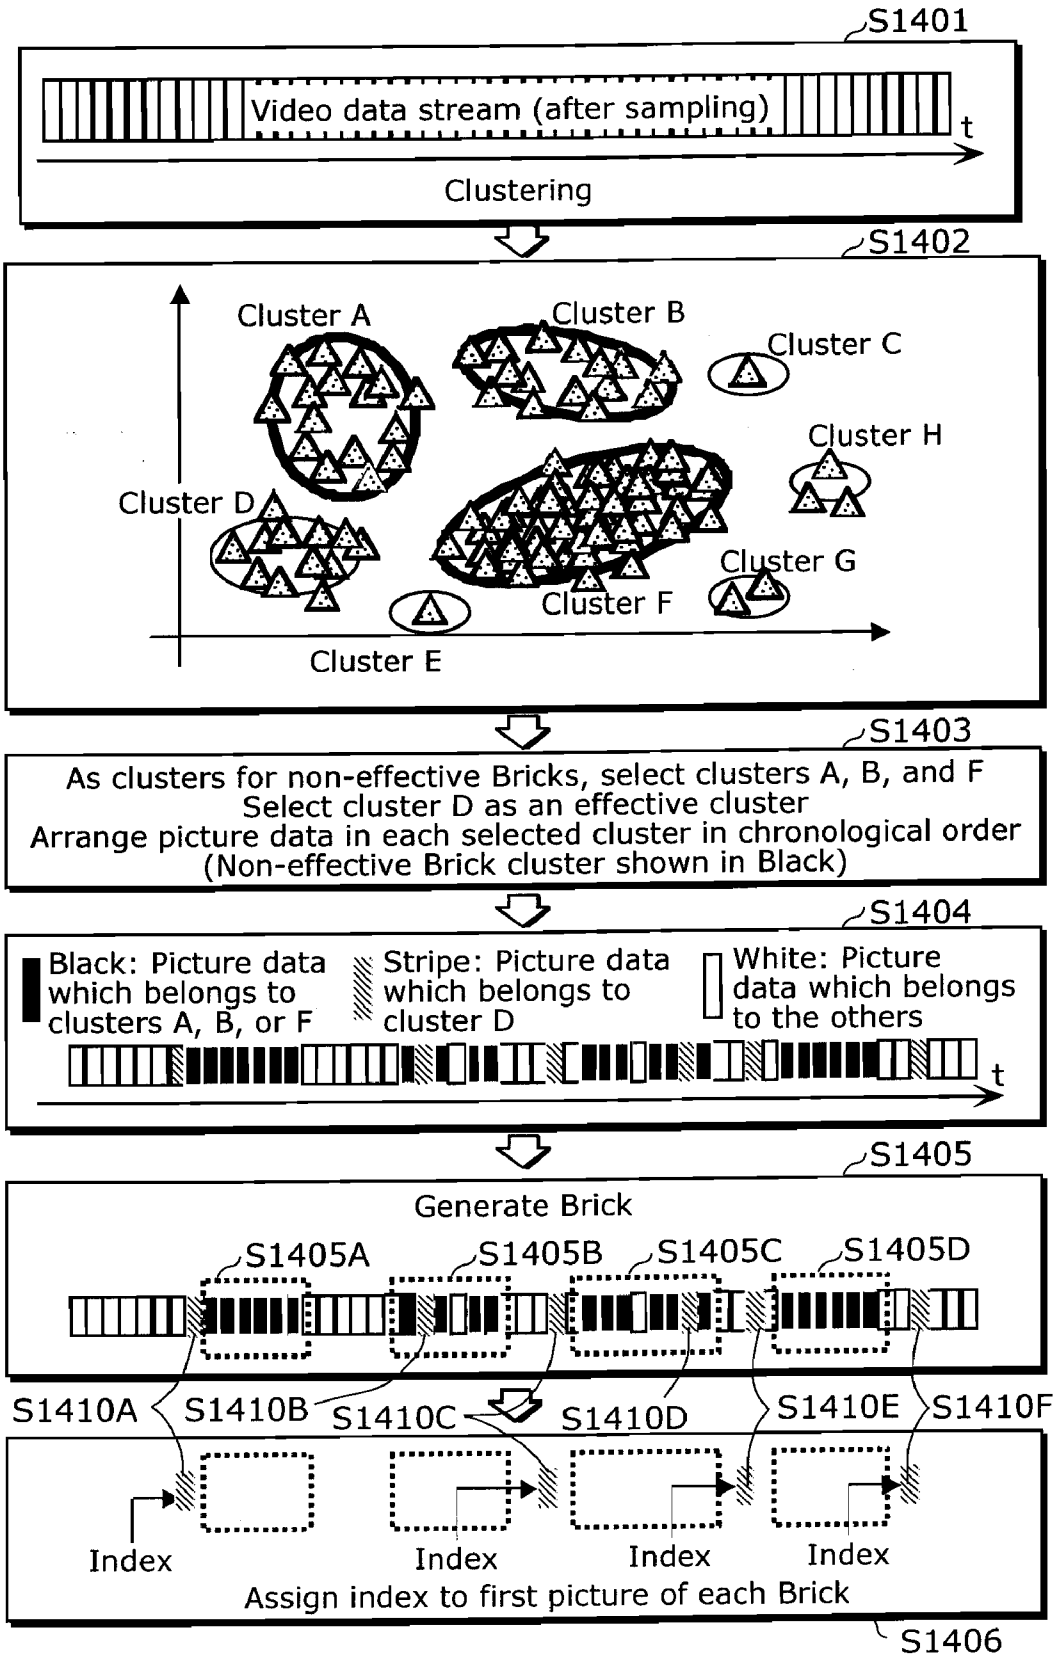 S1401
Video data stream (after sampling)
t
Clustering
S1402
Cluster A
Cluster B
Cluster C
Cluster H
Cluster D
Cluster G
Cluster F
Cluster E
S1403
As clusters for non-effective Bricks, select clusters A, B, and F
Select cluster D as an effective cluster
Arrange picture data in each selected cluster in chronological order
(Non-effective Brick cluster shown in Black)
S1404
Black: Picture data
which belongs to
clusters A, B, or F
Stripe: Picture data
which belongs to
cluster D
White: Picture
data which belongs
to the others
t
S1405
Generate Brick
S1405A
S1405B
S1405C
S1405D
S1410A
S1410B
S1410C
S1410D
S1410E
S1410F
Index
Index
Index
Index
Assign index to first picture of each Brick
S1406